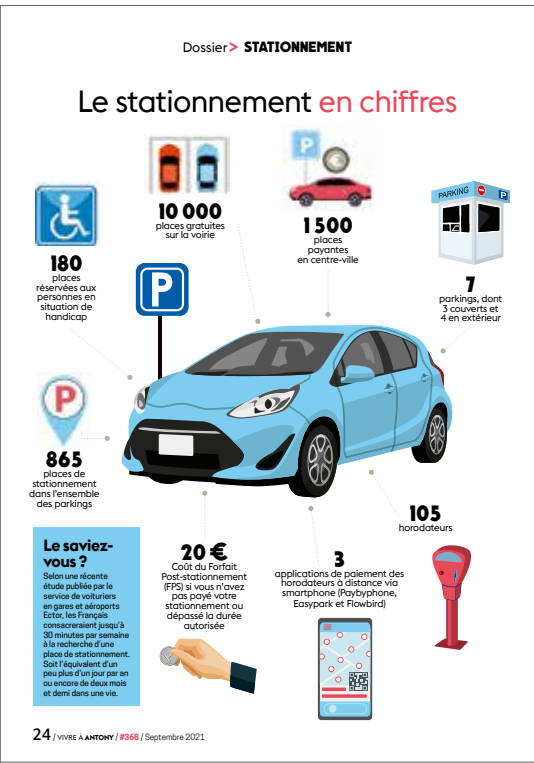 Dossier > STATIONNEMENT
Le stationnement en chiffres
10 000
places gratuites
sur la voirie
P
€
1 500
places
payantes
en centre-ville
PARKING
P
7
parkings, dont
3 couverts et
4 en extérieur
180
places
réservées aux
personnes en
situation de
handicap
P
P
865
places de
stationnement
dans l'ensemble
des parkings
105
horodateurs
Le saviez-
vous ?
Selon une récente
étude publiée par le
service de voituriers
en gares et aéroports
Ector, les Français
consacreraient jusqu'à
30 minutes par semaine
à la recherche d'une
place de stationnement.
Soit l'équivalent d'un
peu plus d'un jour par an
ou encore de deux mois
et demi dans une vie.
20 €
Coût du Forfait
Post-stationnement
(FPS) si vous n'avez
pas payé votre
stationnement ou
dépassé la durée
autorisée
3
applications de paiement des
horodateurs à distance via
smartphone (Paybyphone,
Easypark et Flowbird)
24 / VIVRE À ANTONY / #368 / Septembre 2021